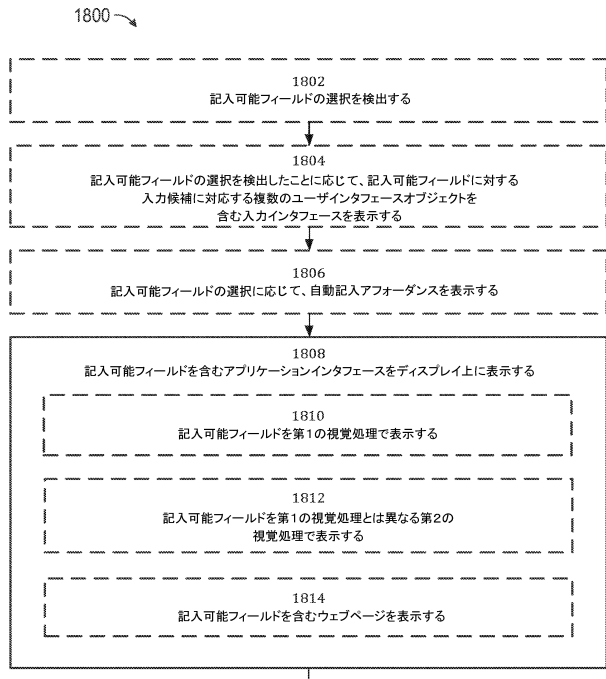 1800
1802
記入可能フィールドの選択を検出する
1804
記入可能フィールドの選択を検出したことに応じて、記入可能フィールドに対する
入力候補に対応する複数のユーザインタフェースオブジェクトを
含む入力インタフェースを表示する
1806
記入可能フィールドの選択に応じて、自動記入アフォーダンスを表示する
1808
記入可能フィールドを含むアプリケーションインタフェースをディスプレイ上に表示する
1810
記入可能フィールドを第1の視覚処理で表示する
1812
記入可能フィールドを第1の視覚処理とは異なる第2の
視覚処理で表示する
1814
記入可能フィールドを含むウェブページを表示する